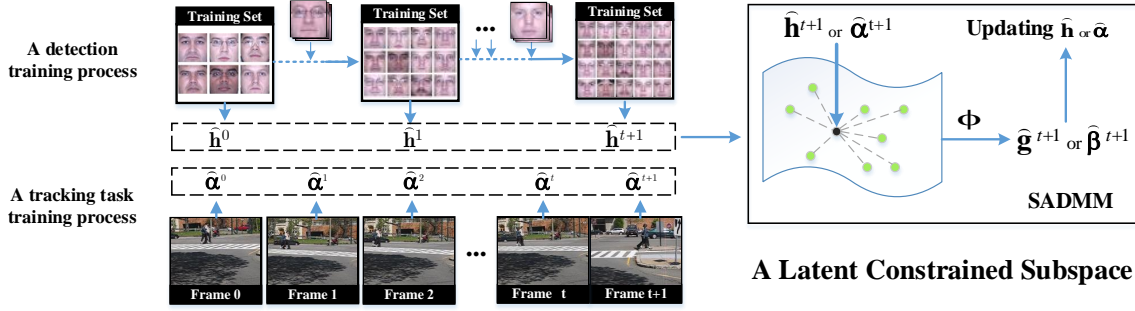 A detection
training process
Training Set
Training Set
•••
Training Set
ĥ⁰
ĥ¹
ĥᵗ⁺¹
A tracking task
training process
α̂⁰
α̂¹
α̂²
α̂ᵗ
α̂ᵗ⁺¹
•••
Frame 0
Frame 1
Frame 2
Frame t
Frame t+1
ĥᵗ⁺¹ or α̂ᵗ⁺¹
Updating ĥ or α̂
Φ
ĝᵗ⁺¹ or β̂ᵗ⁺¹
SADMM
A Latent Constrained Subspace